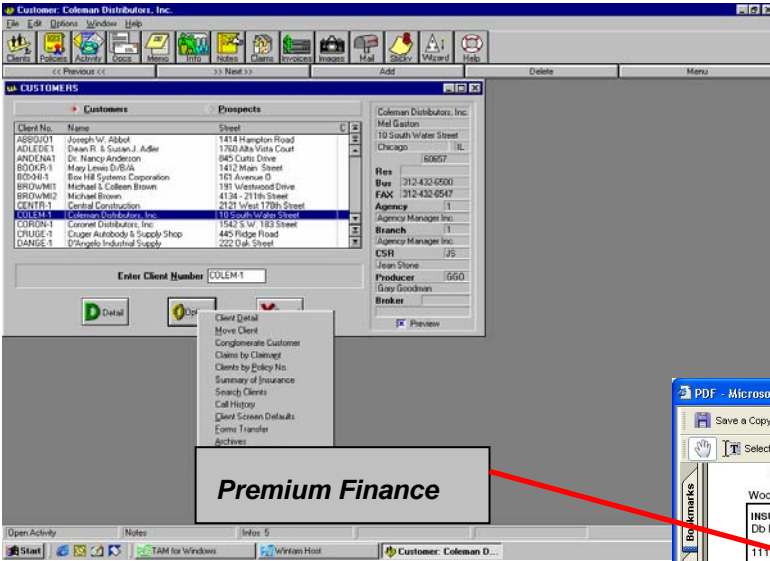 Customer: Coleman Distributors, Inc.
File Edit Options Window Help
Clients Policies Activity Docs Memo Info Notes Claims Invoices Images Mail Sticky Wizard Help
<< Previous << >> Next >> Add Delete Menu
CUSTOMERS
Customers Prospects
Client No. Name Street C
ABBOJO1 Joseph W. Abbot 1414 Hampton Road
ADLEDE1 Dean R. & Susan J. Adler 1760 Alta Vista Court
ANDENA1 Dr. Nancy Anderson 845 Curtis Drive
BOOKR-1 Mary Lewis D/B/A 1412 Main Street
BOXHI-1 Box Hill Systems Corporation 161 Avenue O
BROWMI1 Michael & Colleen Brown 191 Westwood Drive
BROWMI2 Michael Brown 4134 - 211th Street
CENTR-1 Central Construction 2121 West 178th Street
COLEM-1 Coleman Distributors, Inc. 10 South Water Street
CORON-1 Coronet Distributors, Inc 1542 S.W. 183 Street
CRUGE-1 Cruger Autobody & Supply Shop 445 Ridge Road
DANGE-1 D'Angelo Industrial Supply 222 Oak Street
Enter Client Number COLEM-1
Detail
Coleman Distributors, Inc.
Mel Gaston
10 South Water Street
Chicago IL
60657
Res
Bus 312-432-6500
FAX 312-432-6547
Agency 1
Agency Manager Inc.
Branch 1
Agency Manager Inc.
CSR JS
Jean Stone
Producer GGO
Gary Goodman
Broker
Preview
Client Detail
Move Client
Conglomerate Customer
Claims by Claimant
Clients by Policy No.
Summary of Insurance
Search Clients
Call History
Client Screen Defaults
Forms Transfer
Archives
Premium Finance
Open Activity Notes Infos 5
Start TAM for Windows Wintam Host Customer: Coleman D...
PDF - Microso
Save a Copy
Select
Bookmarks
Woo
INSU
Db
111